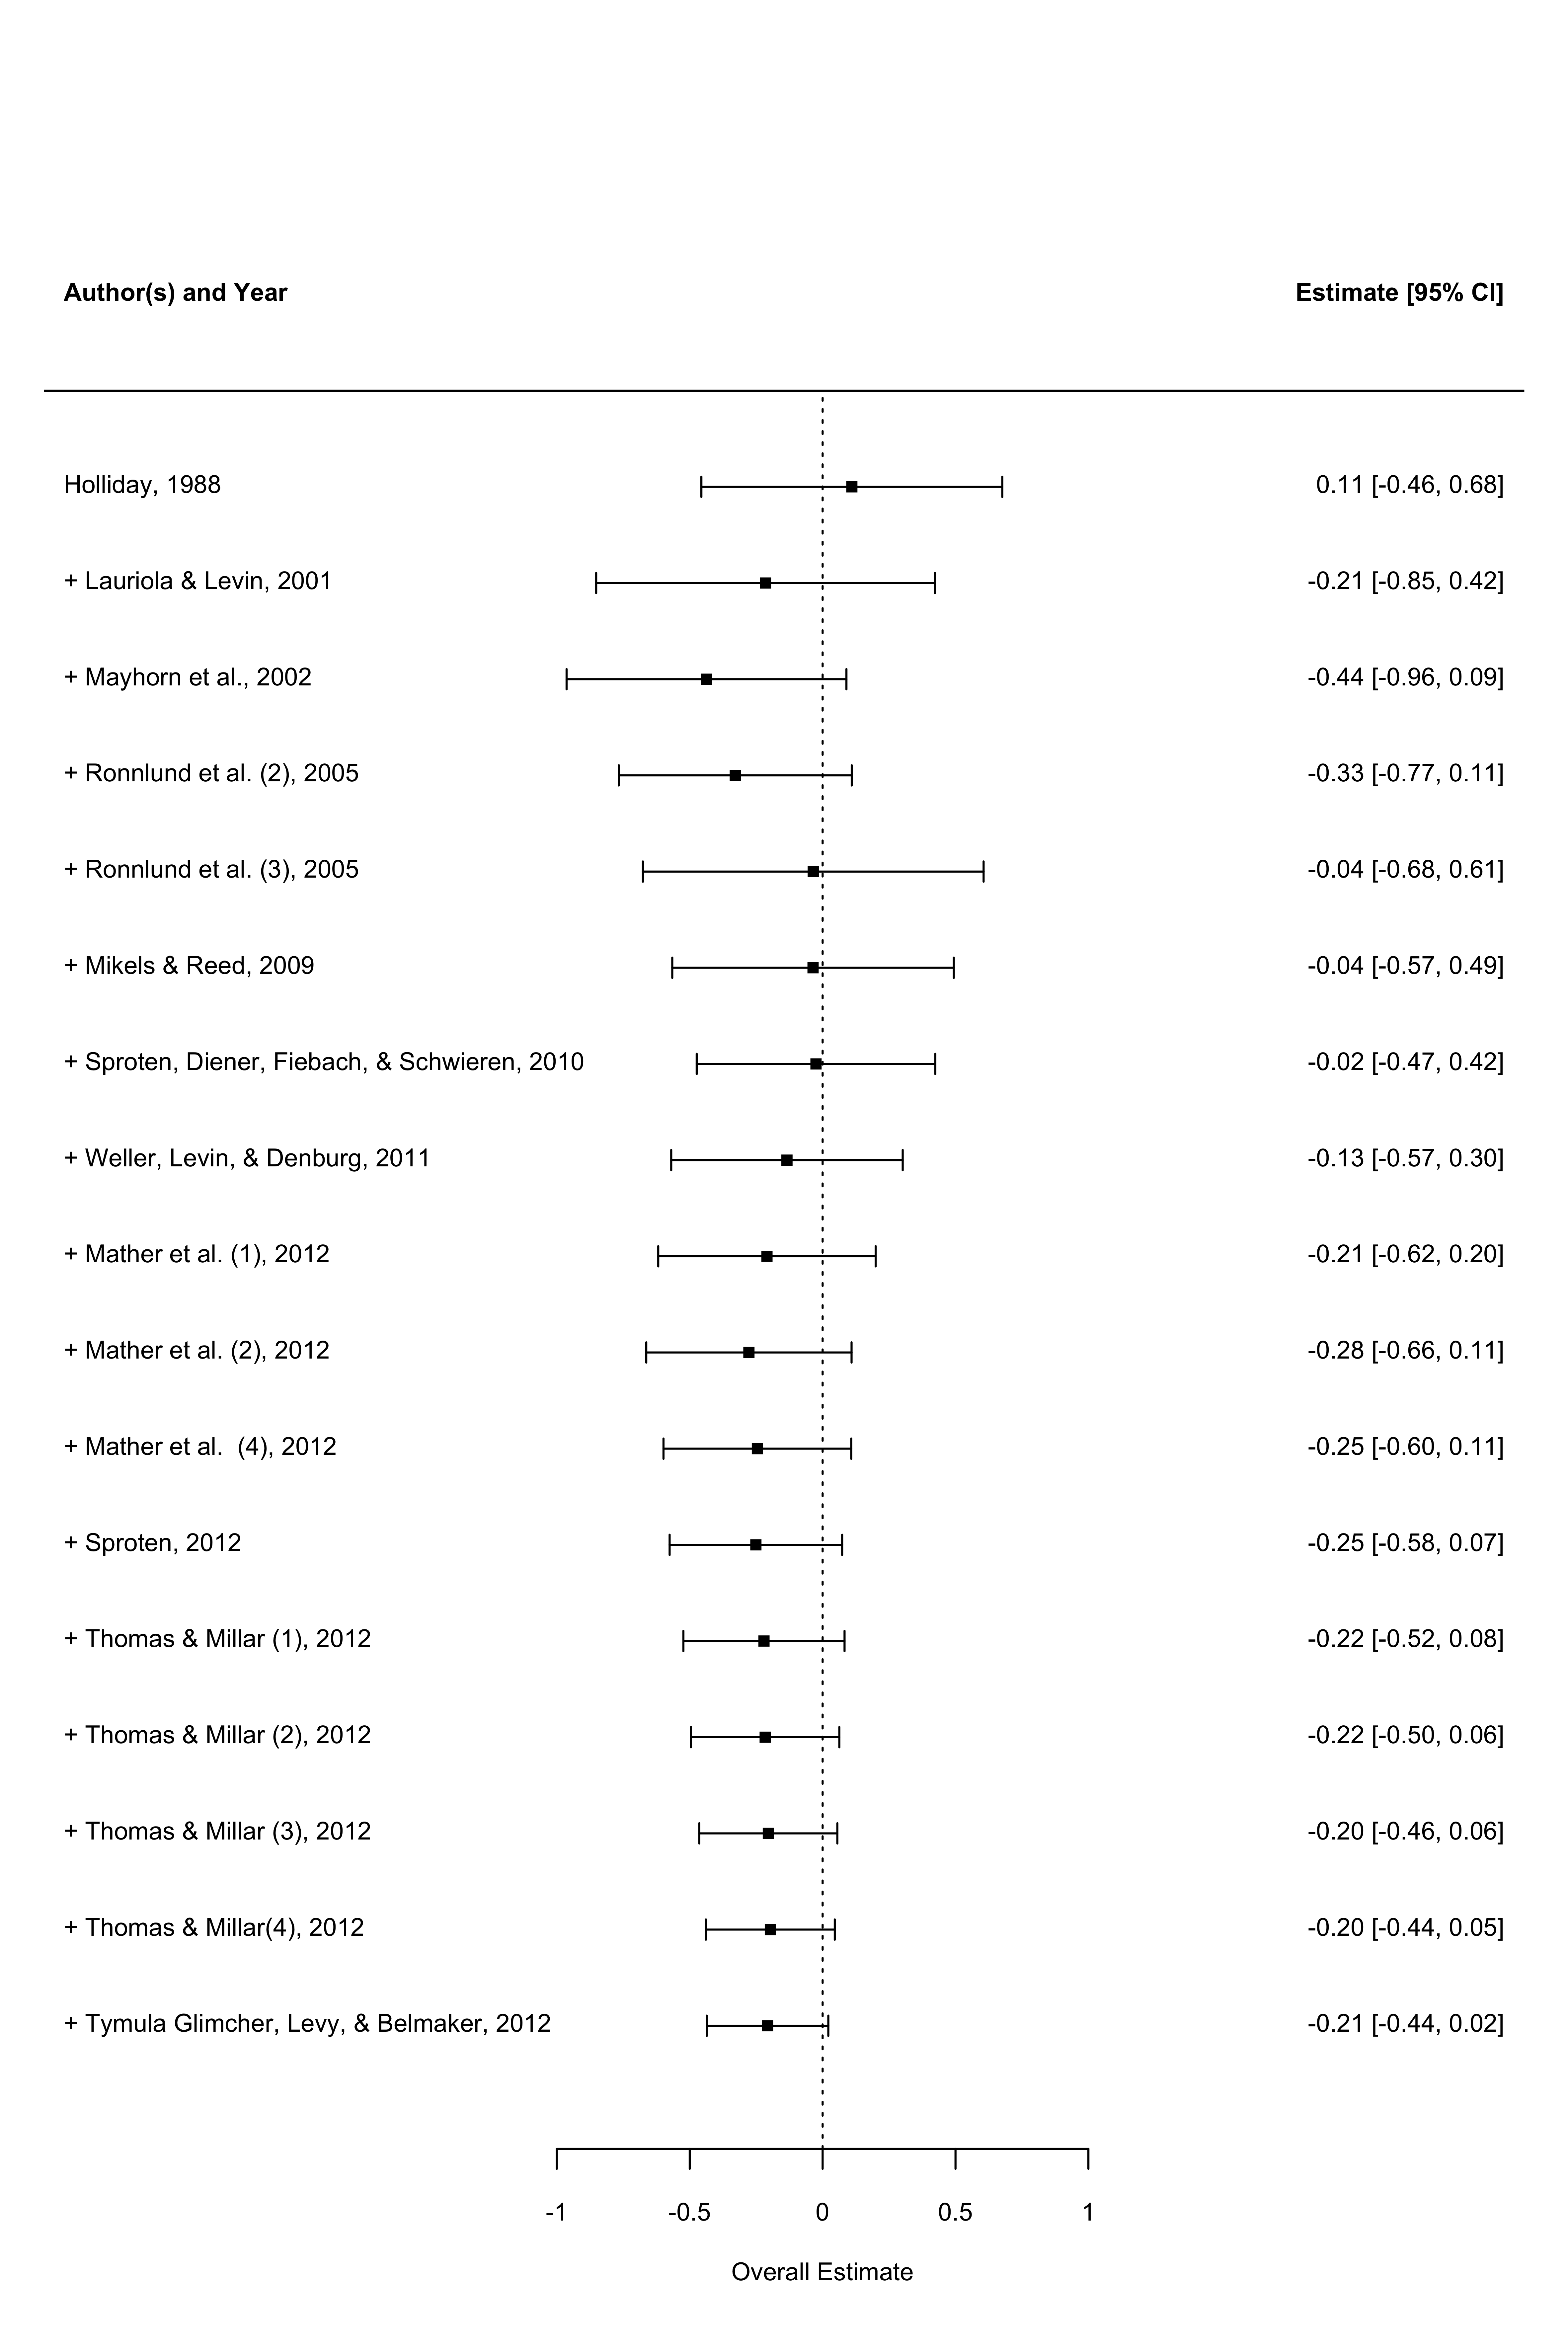 Author(s) and Year Estimate [95% CI]
Holliday, 1988 0.11 [-0.46, 0.68]
+ Lauriola & Levin, 2001 -0.21 [-0.85, 0.42]
+ Mayhorn et al., 2002 -0.44 [-0.96, 0.09]
+ Ronnlund et al. (2), 2005 -0.33 [-0.77, 0.11]
+ Ronnlund et al. (3), 2005 -0.04 [-0.68, 0.61]
+ Mikels & Reed, 2009 -0.04 [-0.57, 0.49]
+ Sproten, Diener, Fiebach, & Schwieren, 2010 -0.02 [-0.47, 0.42]
+ Weller, Levin, & Denburg, 2011 -0.13 [-0.57, 0.30]
+ Mather et al. (1), 2012 -0.21 [-0.62, 0.20]
+ Mather et al. (2), 2012 -0.28 [-0.66, 0.11]
+ Mather et al.  (4), 2012 -0.25 [-0.60, 0.11]
+ Sproten, 2012 -0.25 [-0.58, 0.07]
+ Thomas & Millar (1), 2012 -0.22 [-0.52, 0.08]
+ Thomas & Millar (2), 2012 -0.22 [-0.50, 0.06]
+ Thomas & Millar (3), 2012 -0.20 [-0.46, 0.06]
+ Thomas & Millar(4), 2012 -0.20 [-0.44, 0.05]
+ Tymula Glimcher, Levy, & Belmaker, 2012 -0.21 [-0.44, 0.02]
-1 -0.5 0 0.5 1
Overall Estimate